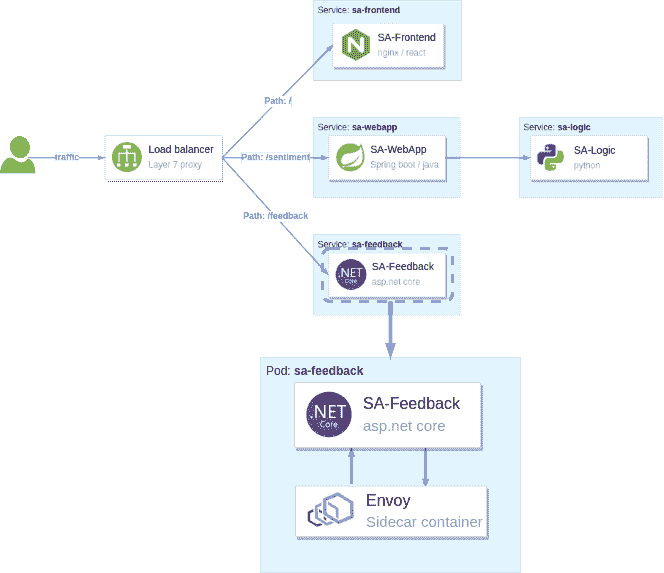 Service: sa-frontend
SA-Frontend
nginx / react
Path: /
Service: sa-webapp
Service: sa-logic
Load balancer
Layer 7 proxy
traffic
Path: /sentiment
SA-WebApp
Spring boot / java
SA-Logic
python
Path: /feedback
Service: sa-feedback
.NET
Core
SA-Feedback
asp.net core
Pod: sa-feedback
.NET
Core
SA-Feedback
asp.net core
Envoy
Sidecar container